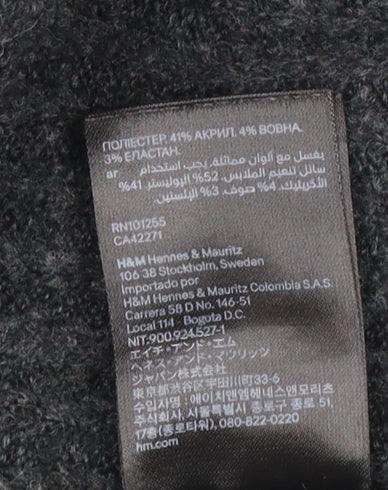 ПОЛІЕСТЕР. 41% АКРИЛ. 4% ВОВНА.
3% ЕЛАСТАН.
ar يغسل مع ألوان مماثلة. يجب استخدام
سائل تنعيم الملابس. 52% البوليستر. 41%
الأكريليك. 4% صوف. 3% الإلستين.
RN101255
CA42271
H&M Hennes & Mauritz
106 38 Stockholm, Sweden
Importado por
H&M Hennes & Mauritz Colombia S.A.S.
Carrera 58 D No. 146-51
Local 114 Bogota D.C.
NIT.900.924.527-1
エイチ・アンド・エム
ヘネス・アンド・マウリッツ
ジャパン株式会社
東京都渋谷区宇田川町33-6
수입사명 : 에이치앤엠헤네스앤모리츠
주식회사, 서울특별시 종로구 종로 51,
17층(종로타워), 080-822-0220
hm.com